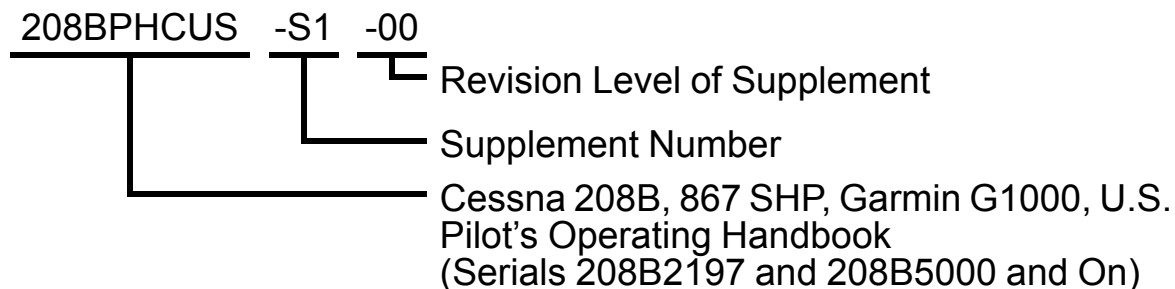 208BPHCUS -S1 -00
Revision Level of Supplement
Supplement Number
Cessna 208B, 867 SHP, Garmin G1000, U.S.
Pilot's Operating Handbook
(Serials 208B2197 and 208B5000 and On)